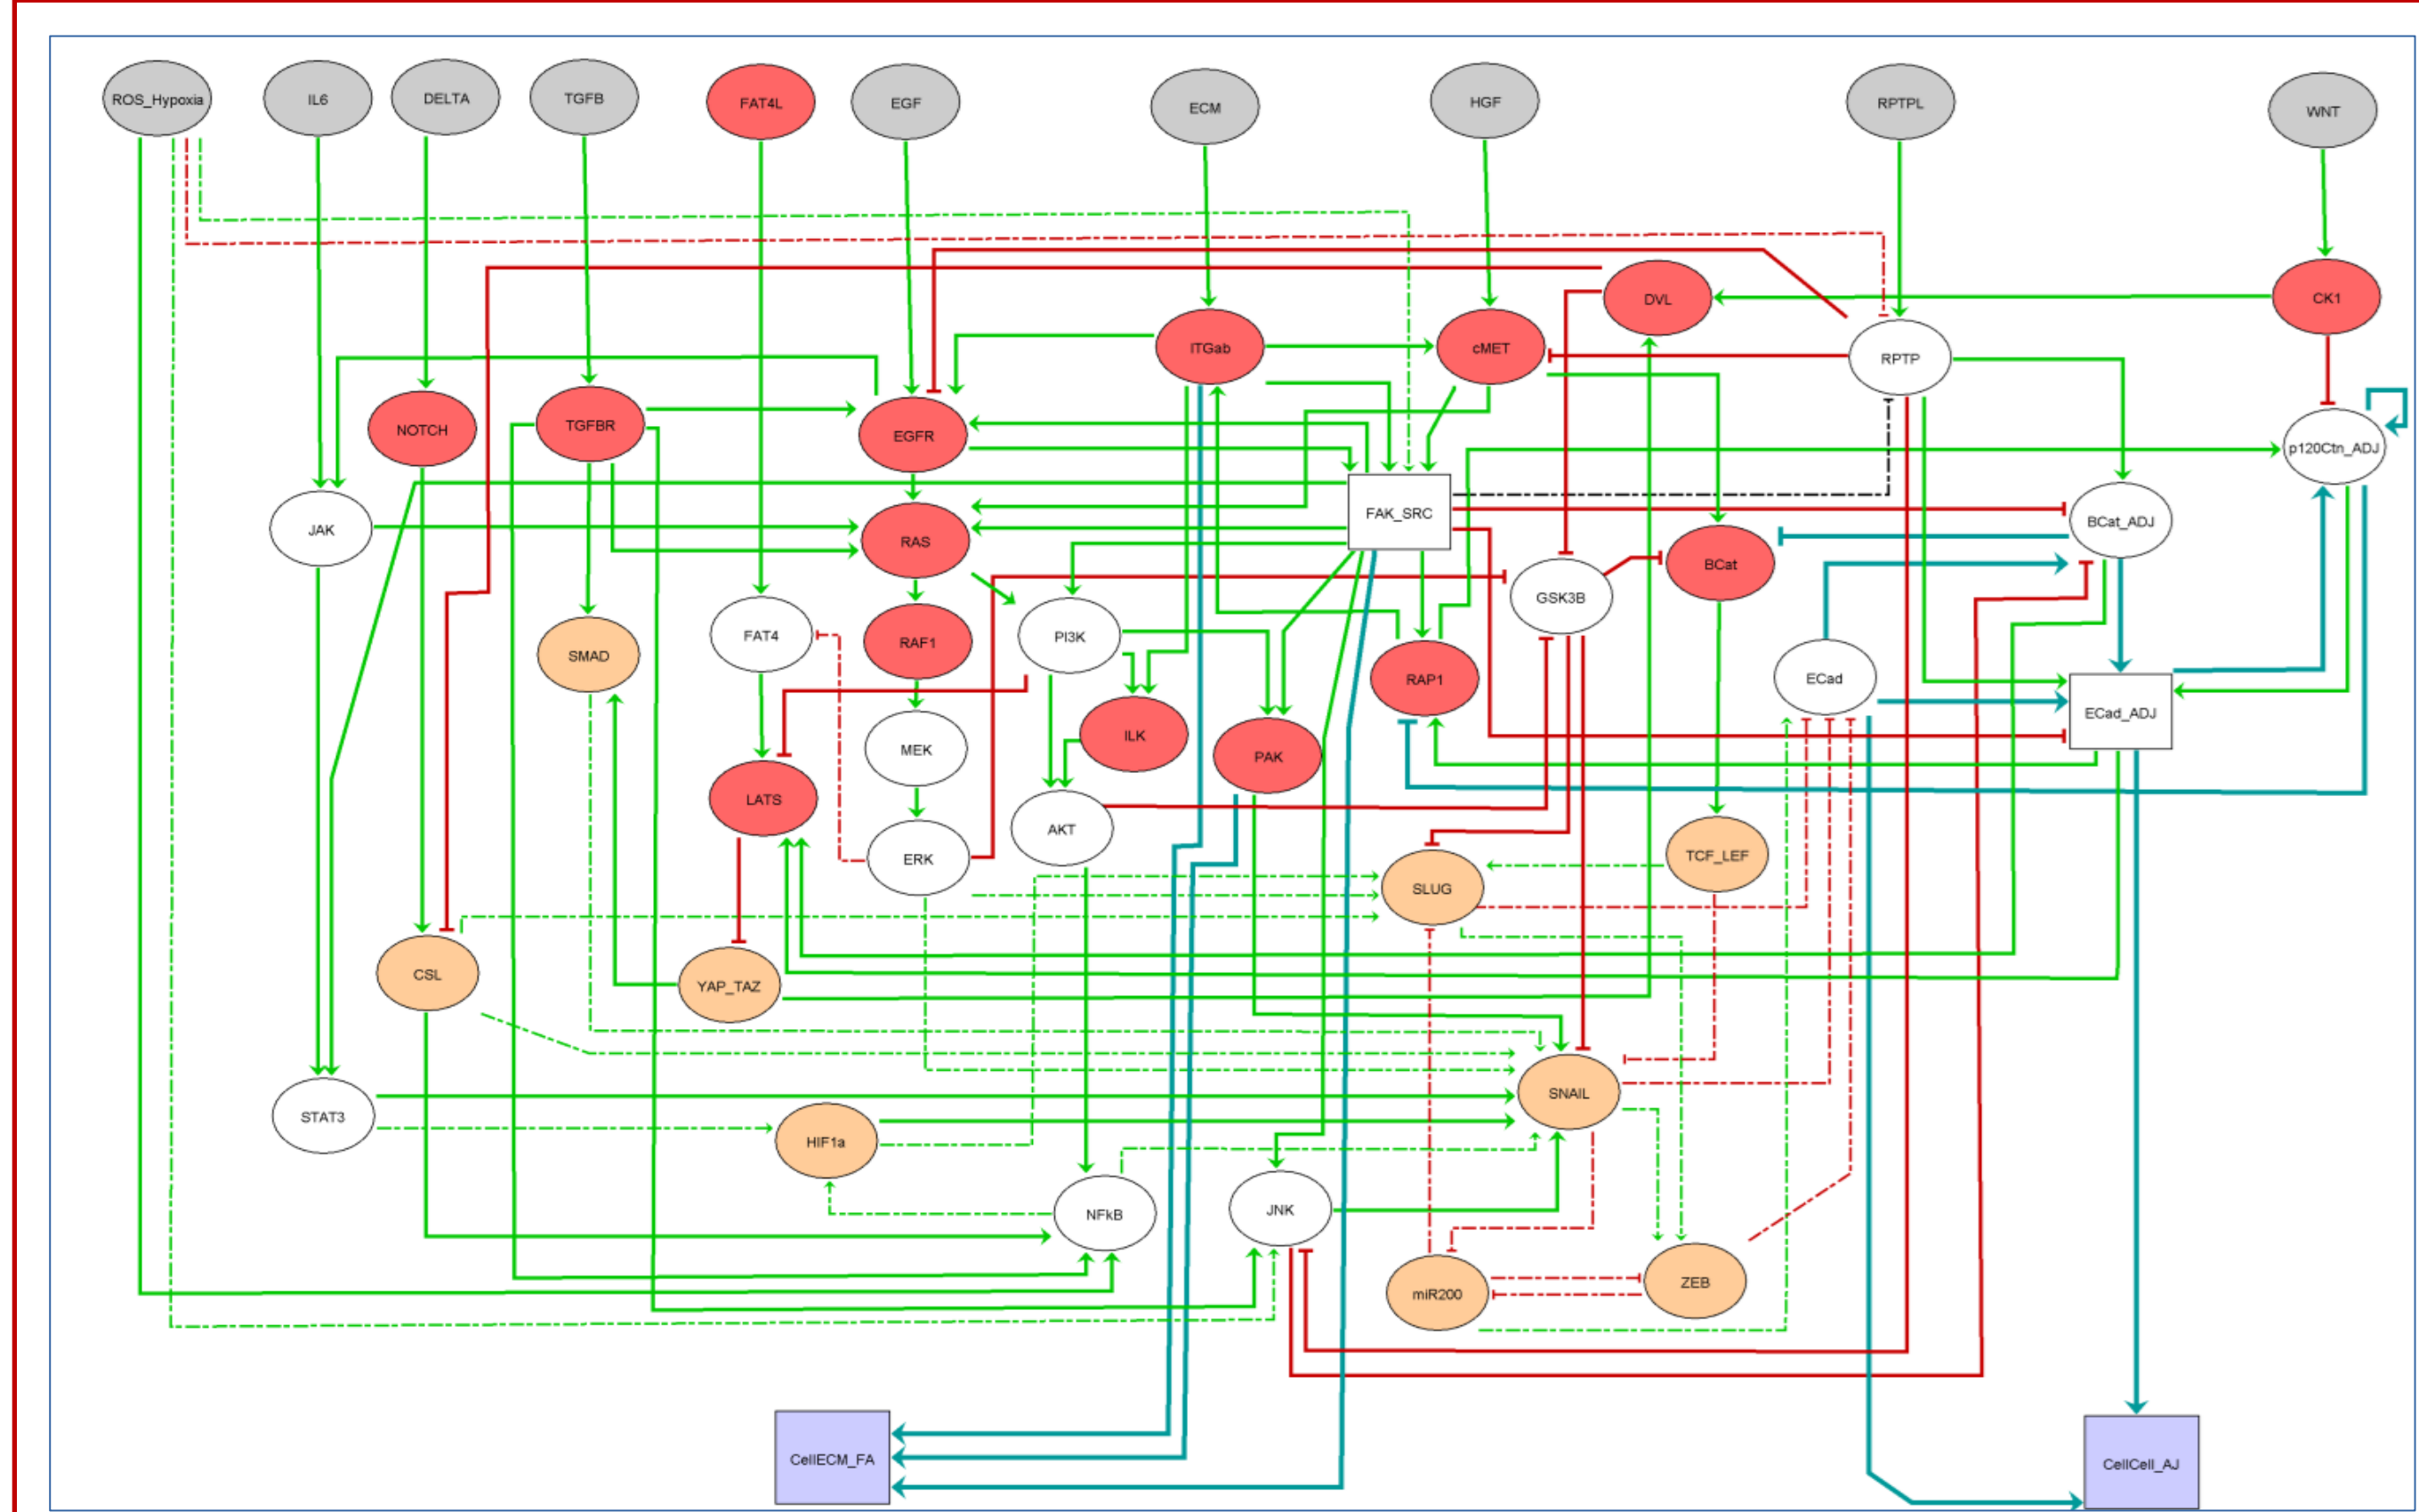 ROS_Hypoxia
IL6
DELTA
TGFB
FAT4L
EGF
ECM
HGF
RPTPL
WNT
DVL
CK1
ITGab
cMET
RPTP
NOTCH
TGFBR
EGFR
p120Ctn_ADJ
JAK
RAS
FAK_SRC
BCat_ADJ
BCat
GSK3B
SMAD
FAT4
RAF1
PI3K
RAP1
ECad
ECad_ADJ
MEK
ILK
PAK
LATS
AKT
ERK
SLUG
TCF_LEF
CSL
YAP_TAZ
STAT3
HIF1a
SNAIL
NFkB
JNK
miR200
ZEB
CellECM_FA
CellCell_AJ